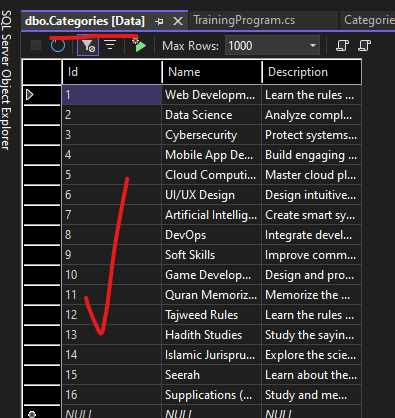 SQL Server Object Explorer
dbo.Categories [Data] TrainingProgram.cs Categorie
Max Rows: 1000
Id Name Description
1 Web Developm... Learn the rules ...
2 Data Science Analyze compl...
3 Cybersecurity Protect systems...
4 Mobile App De... Build engaging ...
5 Cloud Computi... Master cloud pl...
6 UI/UX Design Design intuitive...
7 Artificial Intellig... Create smart sy...
8 DevOps Integrate devel...
9 Soft Skills Improve comm...
10 Game Develop... Design and pro...
11 Quran Memoriz... Memorize the ...
12 Tajweed Rules Learn the rules ...
13 Hadith Studies Study the sayin...
14 Islamic Jurispru... Explore the scie...
15 Seerah Learn about the...
16 Supplications (... Study and me...
NULL NULL NULL